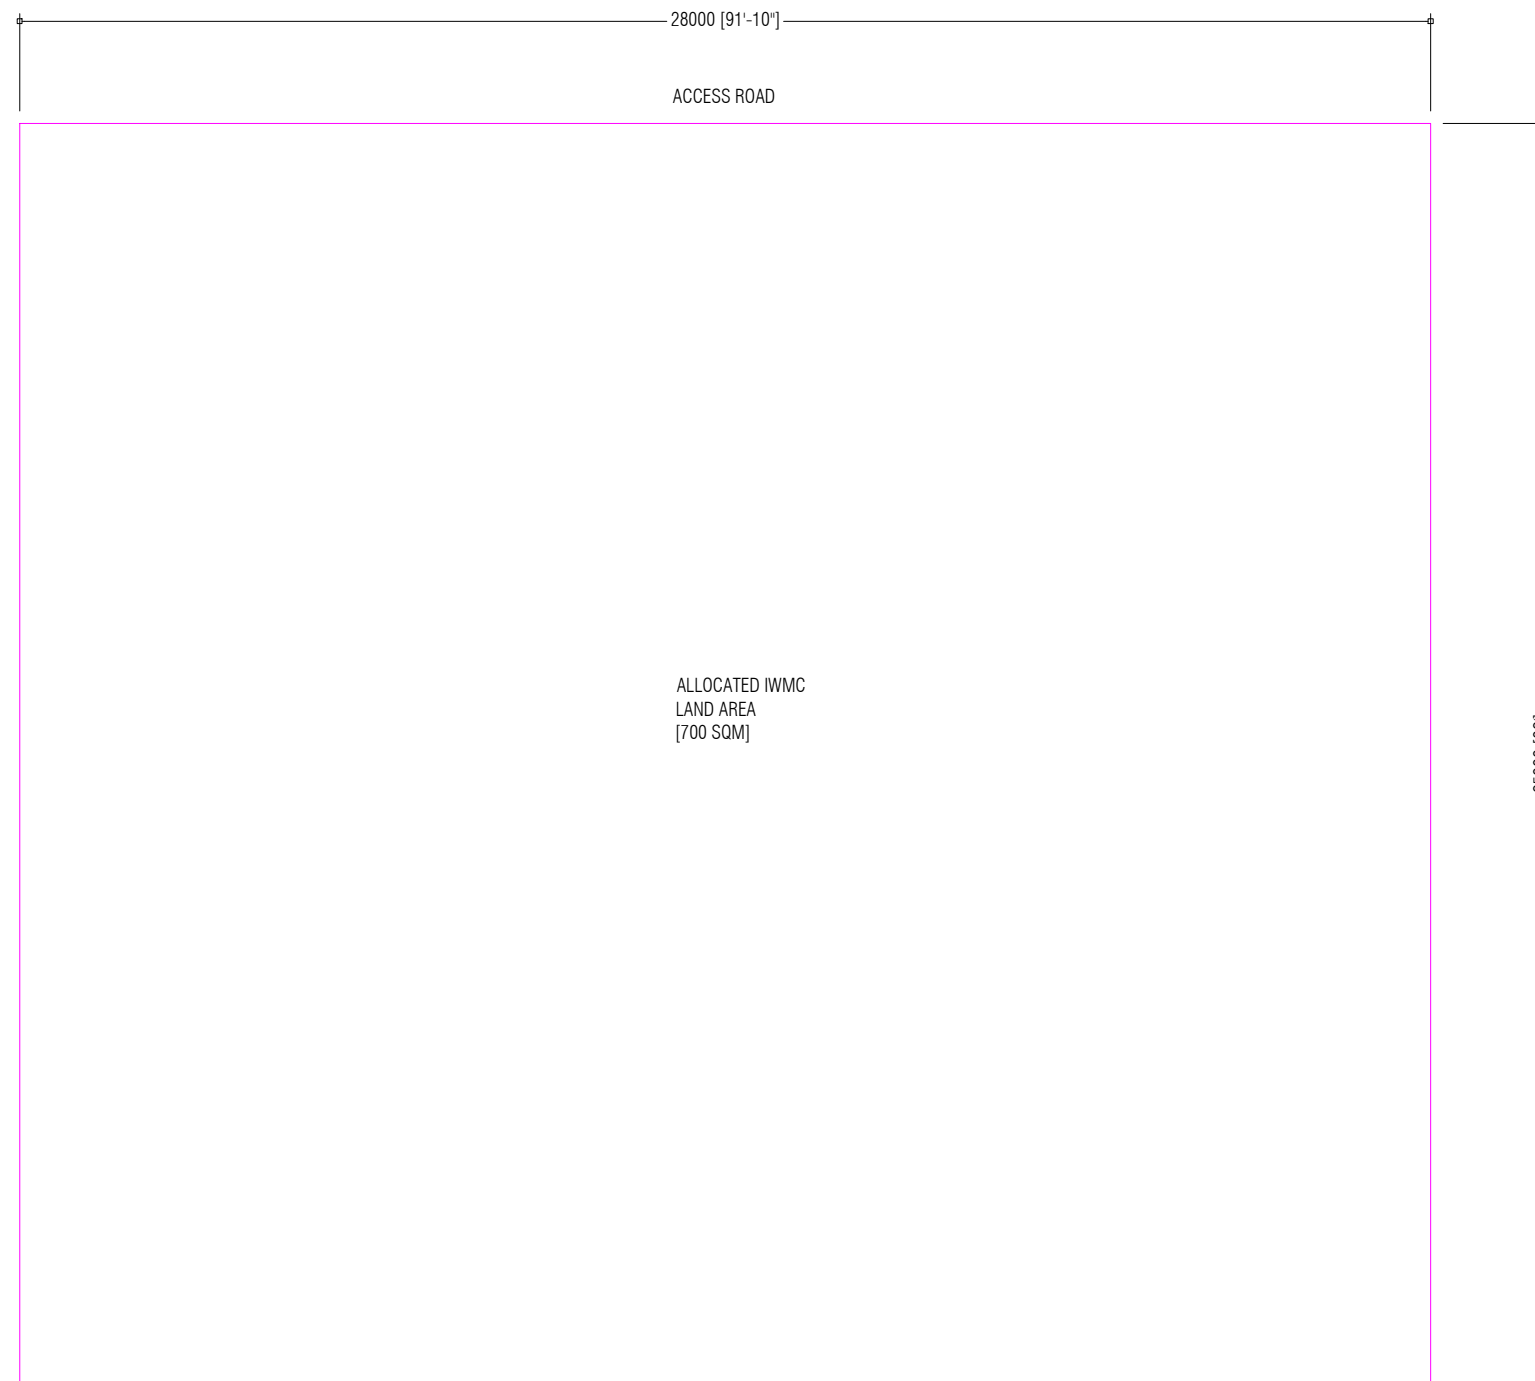 28000 [91'-10"]
ACCESS ROAD
ALLOCATED IWMC
LAND AREA
[700 SQM]